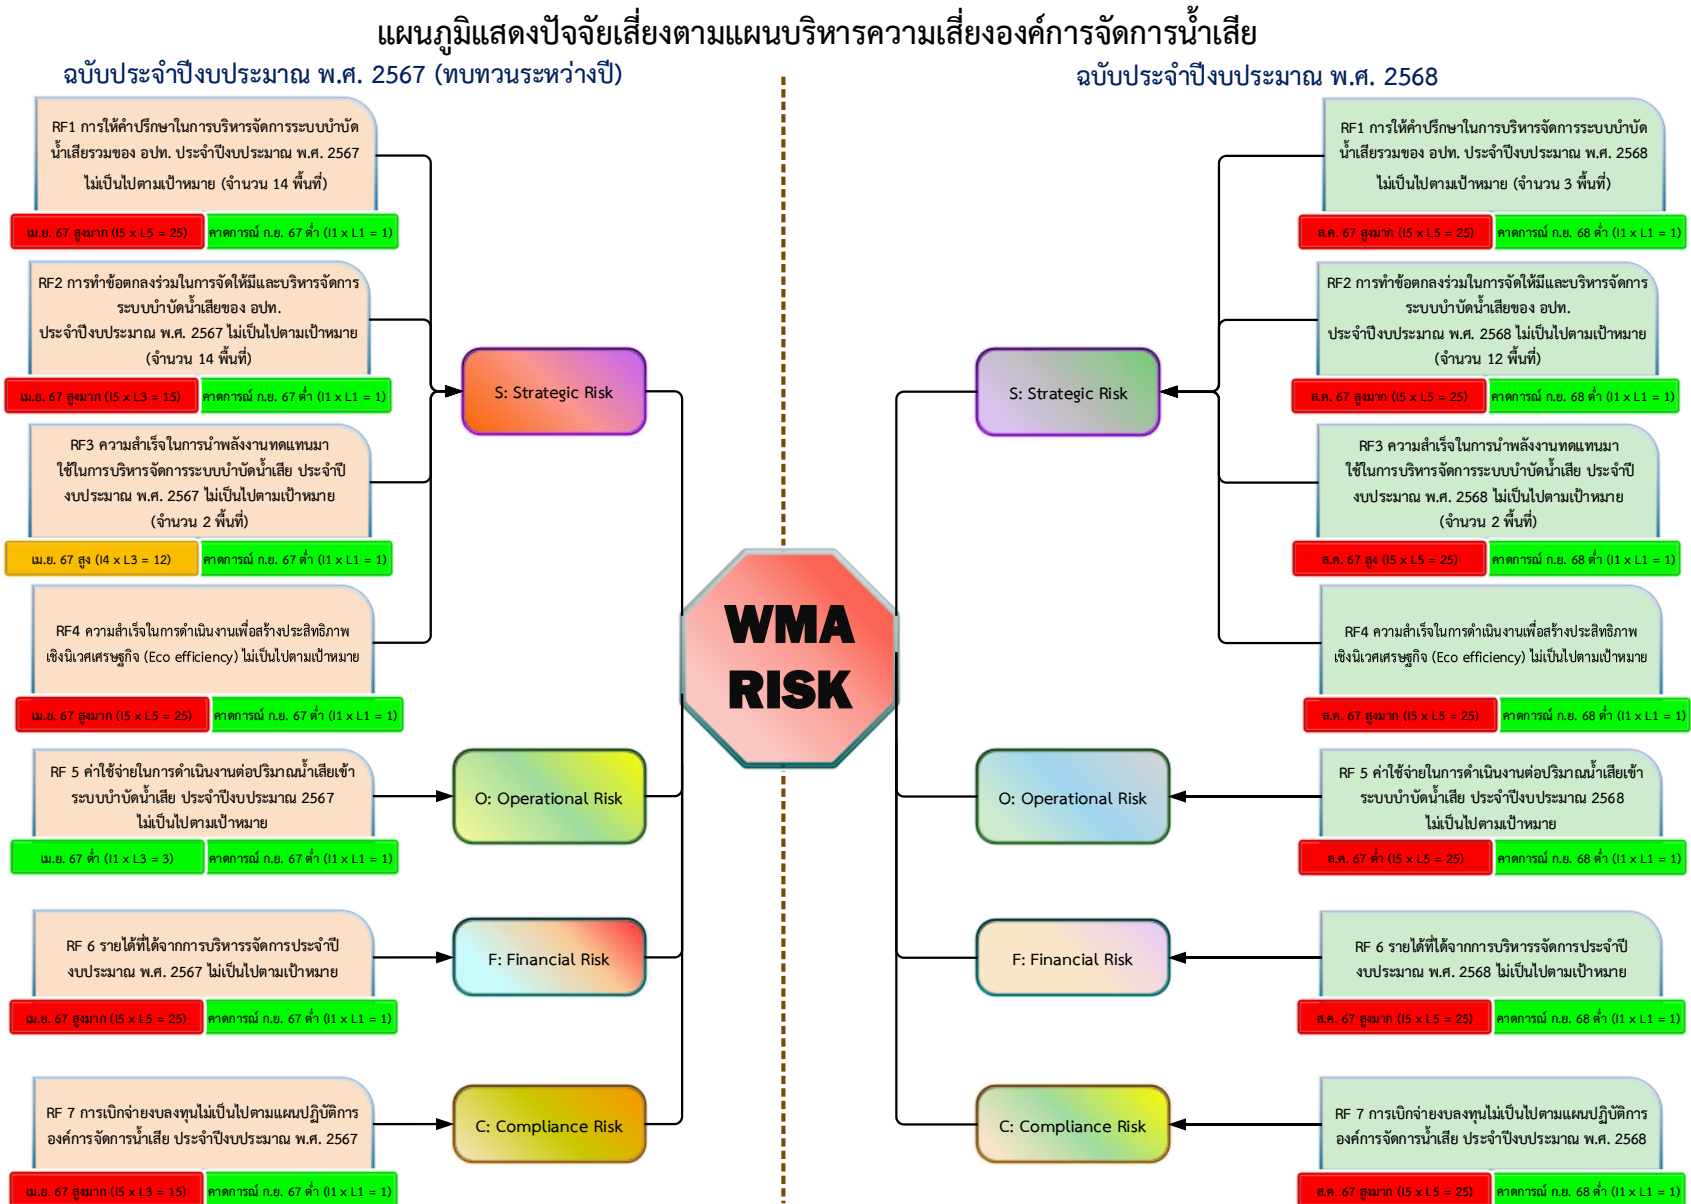 แผนภูมิแสดงปัจจัยเสี่ยงตามแผนบริหารความเสี่ยงองค์การจัดการน้ำเสีย
ฉบับประจำปีงบประมาณ พ.ศ. 2567 (ทบทวนระหว่างปี)
RF1 การให้คำปรึกษาในการบริหารจัดการระบบบำบัด
น้ำเสียรวมของ อปท. ประจำปีงบประมาณ พ.ศ. 2567
ไม่เป็นไปตามเป้าหมาย (จำนวน 14 พื้นที่)
เม.ย. 67 สูงมาก (I5 x L5 = 25)
คาดการณ์ ก.ย. 67 ต่ำ (I1 x L1 = 1)
RF2 การทำข้อตกลงร่วมในการจัดให้มีและบริหารจัดการ
ระบบบำบัดน้ำเสียของ อปท.
ประจำปีงบประมาณ พ.ศ. 2567 ไม่เป็นไปตามเป้าหมาย
(จำนวน 14 พื้นที่)
เม.ย. 67 สูงมาก (I5 x L3 = 15)
คาดการณ์ ก.ย. 67 ต่ำ (I1 x L1 = 1)
RF3 ความสำเร็จในการนำพลังงานทดแทนมา
ใช้ในการบริหารจัดการระบบบำบัดน้ำเสีย ประจำปี
งบประมาณ พ.ศ. 2567 ไม่เป็นไปตามเป้าหมาย
(จำนวน 2 พื้นที่)
เม.ย. 67 สูง (I4 x L3 = 12)
คาดการณ์ ก.ย. 67 ต่ำ (I1 x L1 = 1)
RF4 ความสำเร็จในการดำเนินงานเพื่อสร้างประสิทธิภาพ
เชิงนิเวศเศรษฐกิจ (Eco efficiency) ไม่เป็นไปตามเป้าหมาย
เม.ย. 67 สูงมาก (I5 x L5 = 25)
คาดการณ์ ก.ย. 67 ต่ำ (I1 x L1 = 1)
RF 5 ค่าใช้จ่ายในการดำเนินงานต่อปริมาณน้ำเสียเข้า
ระบบบำบัดน้ำเสีย ประจำปีงบประมาณ 2567
ไม่เป็นไปตามเป้าหมาย
เม.ย. 67 ต่ำ (I1 x L3 = 3)
คาดการณ์ ก.ย. 67 ต่ำ (I1 x L1 = 1)
RF 6 รายได้ที่ได้จากการบริหารรจัดการประจำปี
งบประมาณ พ.ศ. 2567 ไม่เป็นไปตามเป้าหมาย
เม.ย. 67 สูงมาก (I5 x L5 = 25)
คาดการณ์ ก.ย. 67 ต่ำ (I1 x L1 = 1)
RF 7 การเบิกจ่ายงบลงทุนไม่เป็นไปตามแผนปฏิบัติการ
องค์การจัดการน้ำเสีย ประจำปีงบประมาณ พ.ศ. 2567
เม.ย. 67 สูงมาก (I5 x L3 = 15)
คาดการณ์ ก.ย. 67 ต่ำ (I1 x L1 = 1)
S: Strategic Risk
O: Operational Risk
F: Financial Risk
C: Compliance Risk
WMA
RISK
ฉบับประจำปีงบประมาณ พ.ศ. 2568
S: Strategic Risk
O: Operational Risk
F: Financial Risk
C: Compliance Risk
RF1 การให้คำปรึกษาในการบริหารจัดการระบบบำบัด
น้ำเสียรวมของ อปท. ประจำปีงบประมาณ พ.ศ. 2568
ไม่เป็นไปตามเป้าหมาย (จำนวน 3 พื้นที่)
ส.ค. 67 สูงมาก (I5 x L5 = 25)
คาดการณ์ ก.ย. 68 ต่ำ (I1 x L1 = 1)
RF2 การทำข้อตกลงร่วมในการจัดให้มีและบริหารจัดการ
ระบบบำบัดน้ำเสียของ อปท.
ประจำปีงบประมาณ พ.ศ. 2568 ไม่เป็นไปตามเป้าหมาย
(จำนวน 12 พื้นที่)
ส.ค. 67 สูงมาก (I5 x L5 = 25)
คาดการณ์ ก.ย. 68 ต่ำ (I1 x L1 = 1)
RF3 ความสำเร็จในการนำพลังงานทดแทนมา
ใช้ในการบริหารจัดการระบบบำบัดน้ำเสีย ประจำปี
งบประมาณ พ.ศ. 2568 ไม่เป็นไปตามเป้าหมาย
(จำนวน 2 พื้นที่)
ส.ค. 67 สูง (I5 x L5 = 25)
คาดการณ์ ก.ย. 68 ต่ำ (I1 x L1 = 1)
RF4 ความสำเร็จในการดำเนินงานเพื่อสร้างประสิทธิภาพ
เชิงนิเวศเศรษฐกิจ (Eco efficiency) ไม่เป็นไปตามเป้าหมาย
ส.ค. 67 สูงมาก (I5 x L5 = 25)
คาดการณ์ ก.ย. 68 ต่ำ (I1 x L1 = 1)
RF 5 ค่าใช้จ่ายในการดำเนินงานต่อปริมาณน้ำเสียเข้า
ระบบบำบัดน้ำเสีย ประจำปีงบประมาณ 2568
ไม่เป็นไปตามเป้าหมาย
ส.ค. 67 ต่ำ (I5 x L5 = 25)
คาดการณ์ ก.ย. 68 ต่ำ (I1 x L1 = 1)
RF 6 รายได้ที่ได้จากการบริหารรจัดการประจำปี
งบประมาณ พ.ศ. 2568 ไม่เป็นไปตามเป้าหมาย
ส.ค. 67 สูงมาก (I5 x L5 = 25)
คาดการณ์ ก.ย. 68 ต่ำ (I1 x L1 = 1)
RF 7 การเบิกจ่ายงบลงทุนไม่เป็นไปตามแผนปฏิบัติการ
องค์การจัดการน้ำเสีย ประจำปีงบประมาณ พ.ศ. 2568
ส.ค. 67 สูงมาก (I5 x L5 = 25)
คาดการณ์ ก.ย. 68 ต่ำ (I1 x L1 = 1)